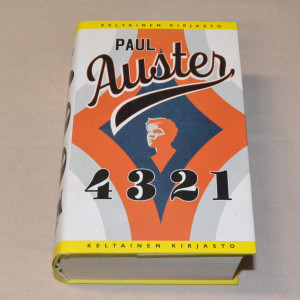 KELTAINEN KIRJASTO
PAUL
Auster
4 3 2 1
KELTAINEN KIRJASTO